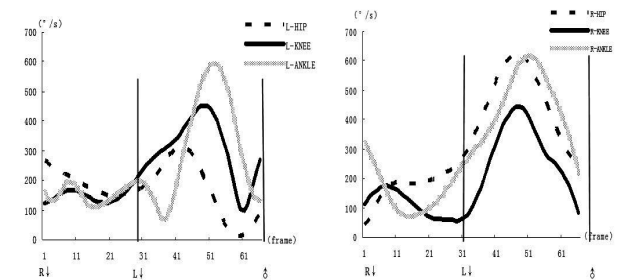 (°/s)
L-HIP
L-KNEE
L-ANKLE
700
600
500
400
300
200
100
0
(frame)
1 11 21 31 41 51 61
R↓ L↓ ♁
(°/s)
R-HIP
R-KNEE
R-ANKLE
700
600
500
400
300
200
100
0
(frame)
1 11 21 31 41 51 61
R↓ L↓